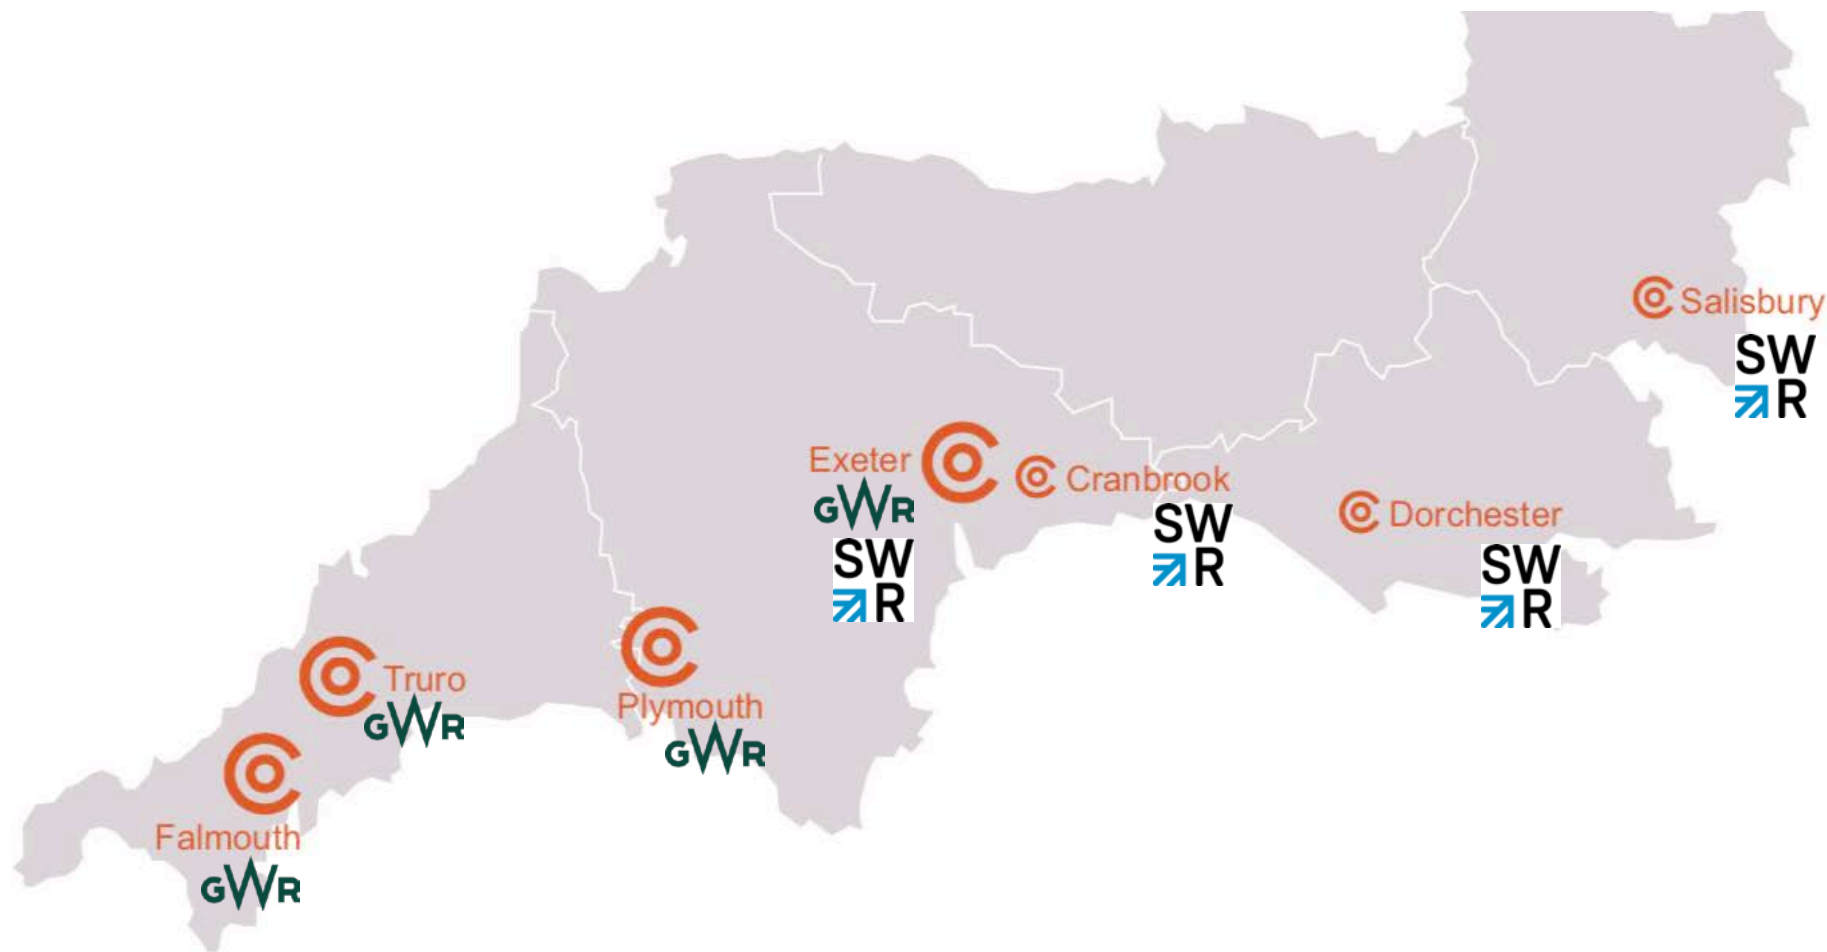 Salisbury
SW
R
Exeter
GWR
SW
R
Cranbrook
SW
R
Dorchester
SW
R
Truro
GWR
Plymouth
GWR
Falmouth
GWR